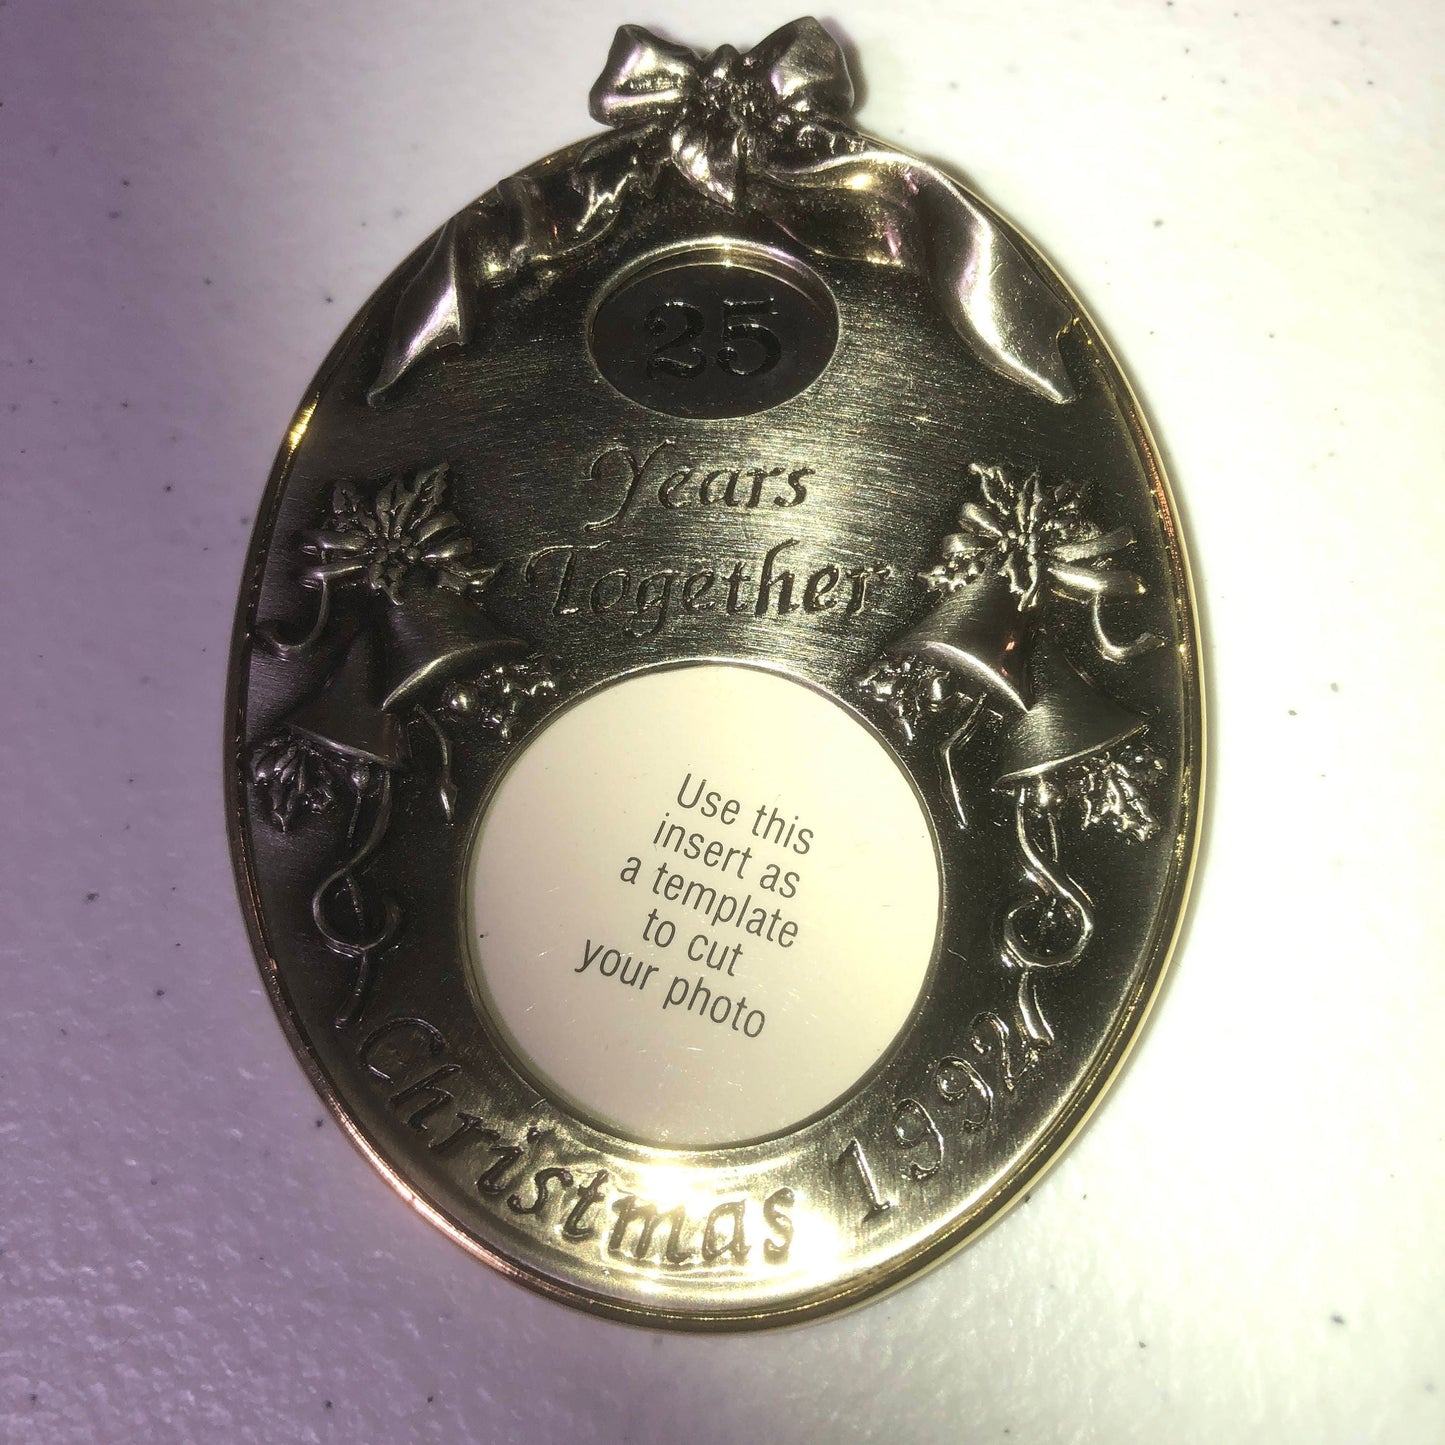 25
Years
Together
Use this
insert as
a template
to cut
your photo
Christmas 1992